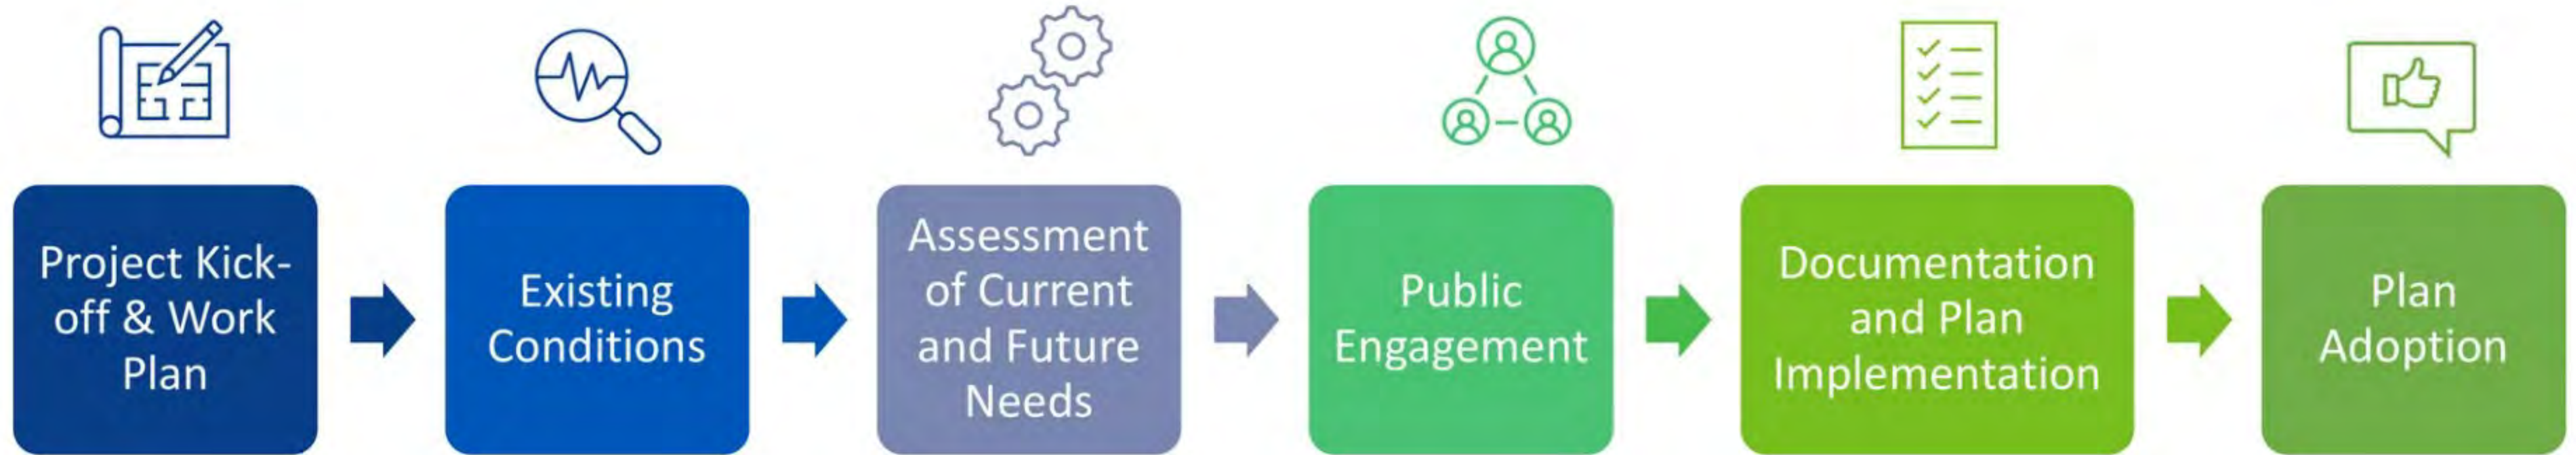 Project Kick-
off & Work
Plan
Existing
Conditions
Assessment
of Current
and Future
Needs
Public
Engagement
Documentation
and Plan
Implementation
Plan
Adoption